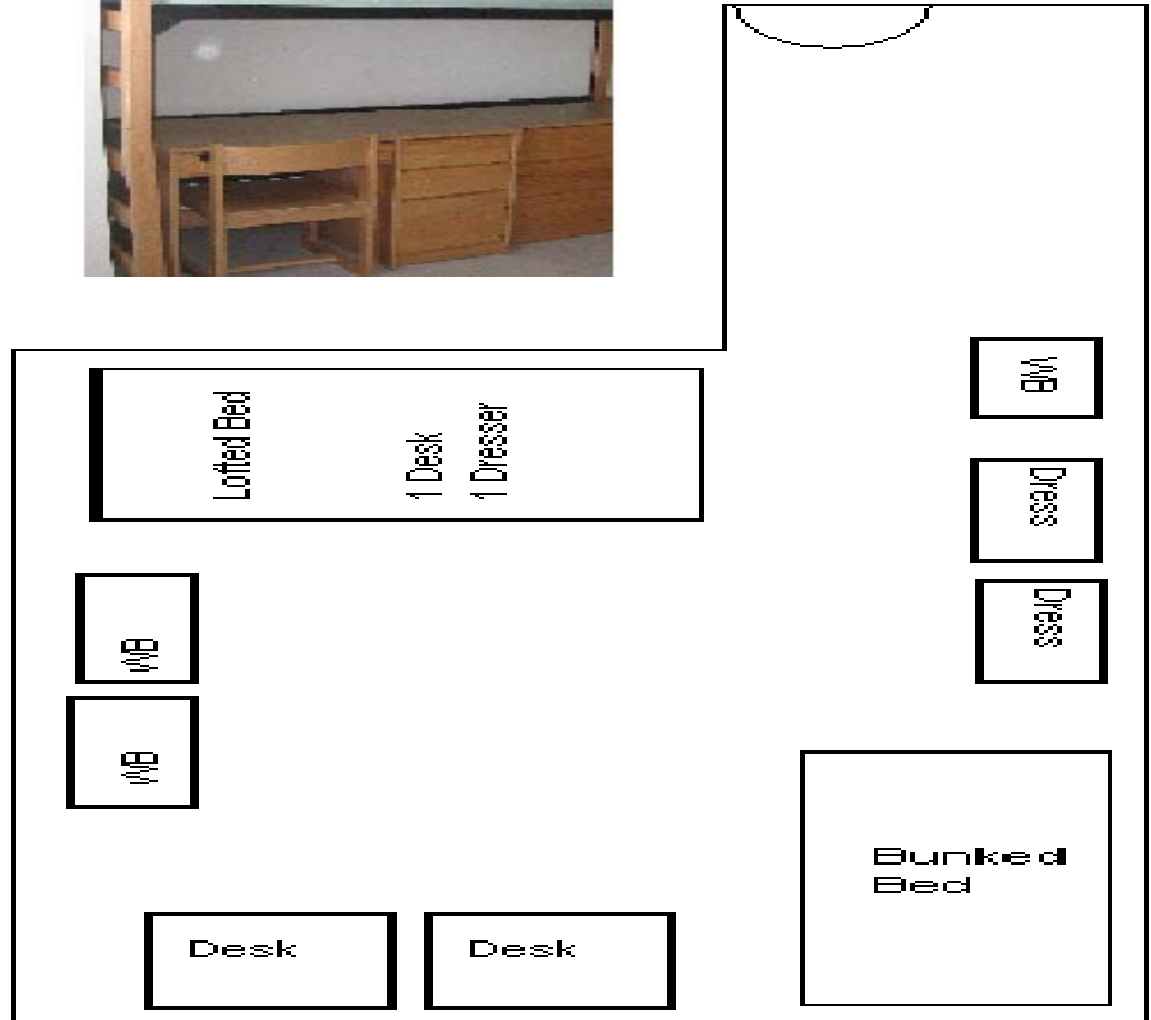 Lofted Bed
1 Desk
1 Dresser
WB
Dress
Dress
WB
WB
Bunked
Bed
Desk
Desk